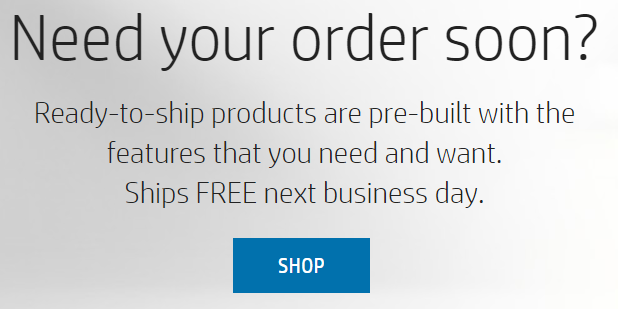 Need your order soon?
Ready-to-ship products are pre-built with the
features that you need and want.
Ships FREE next business day.
SHOP